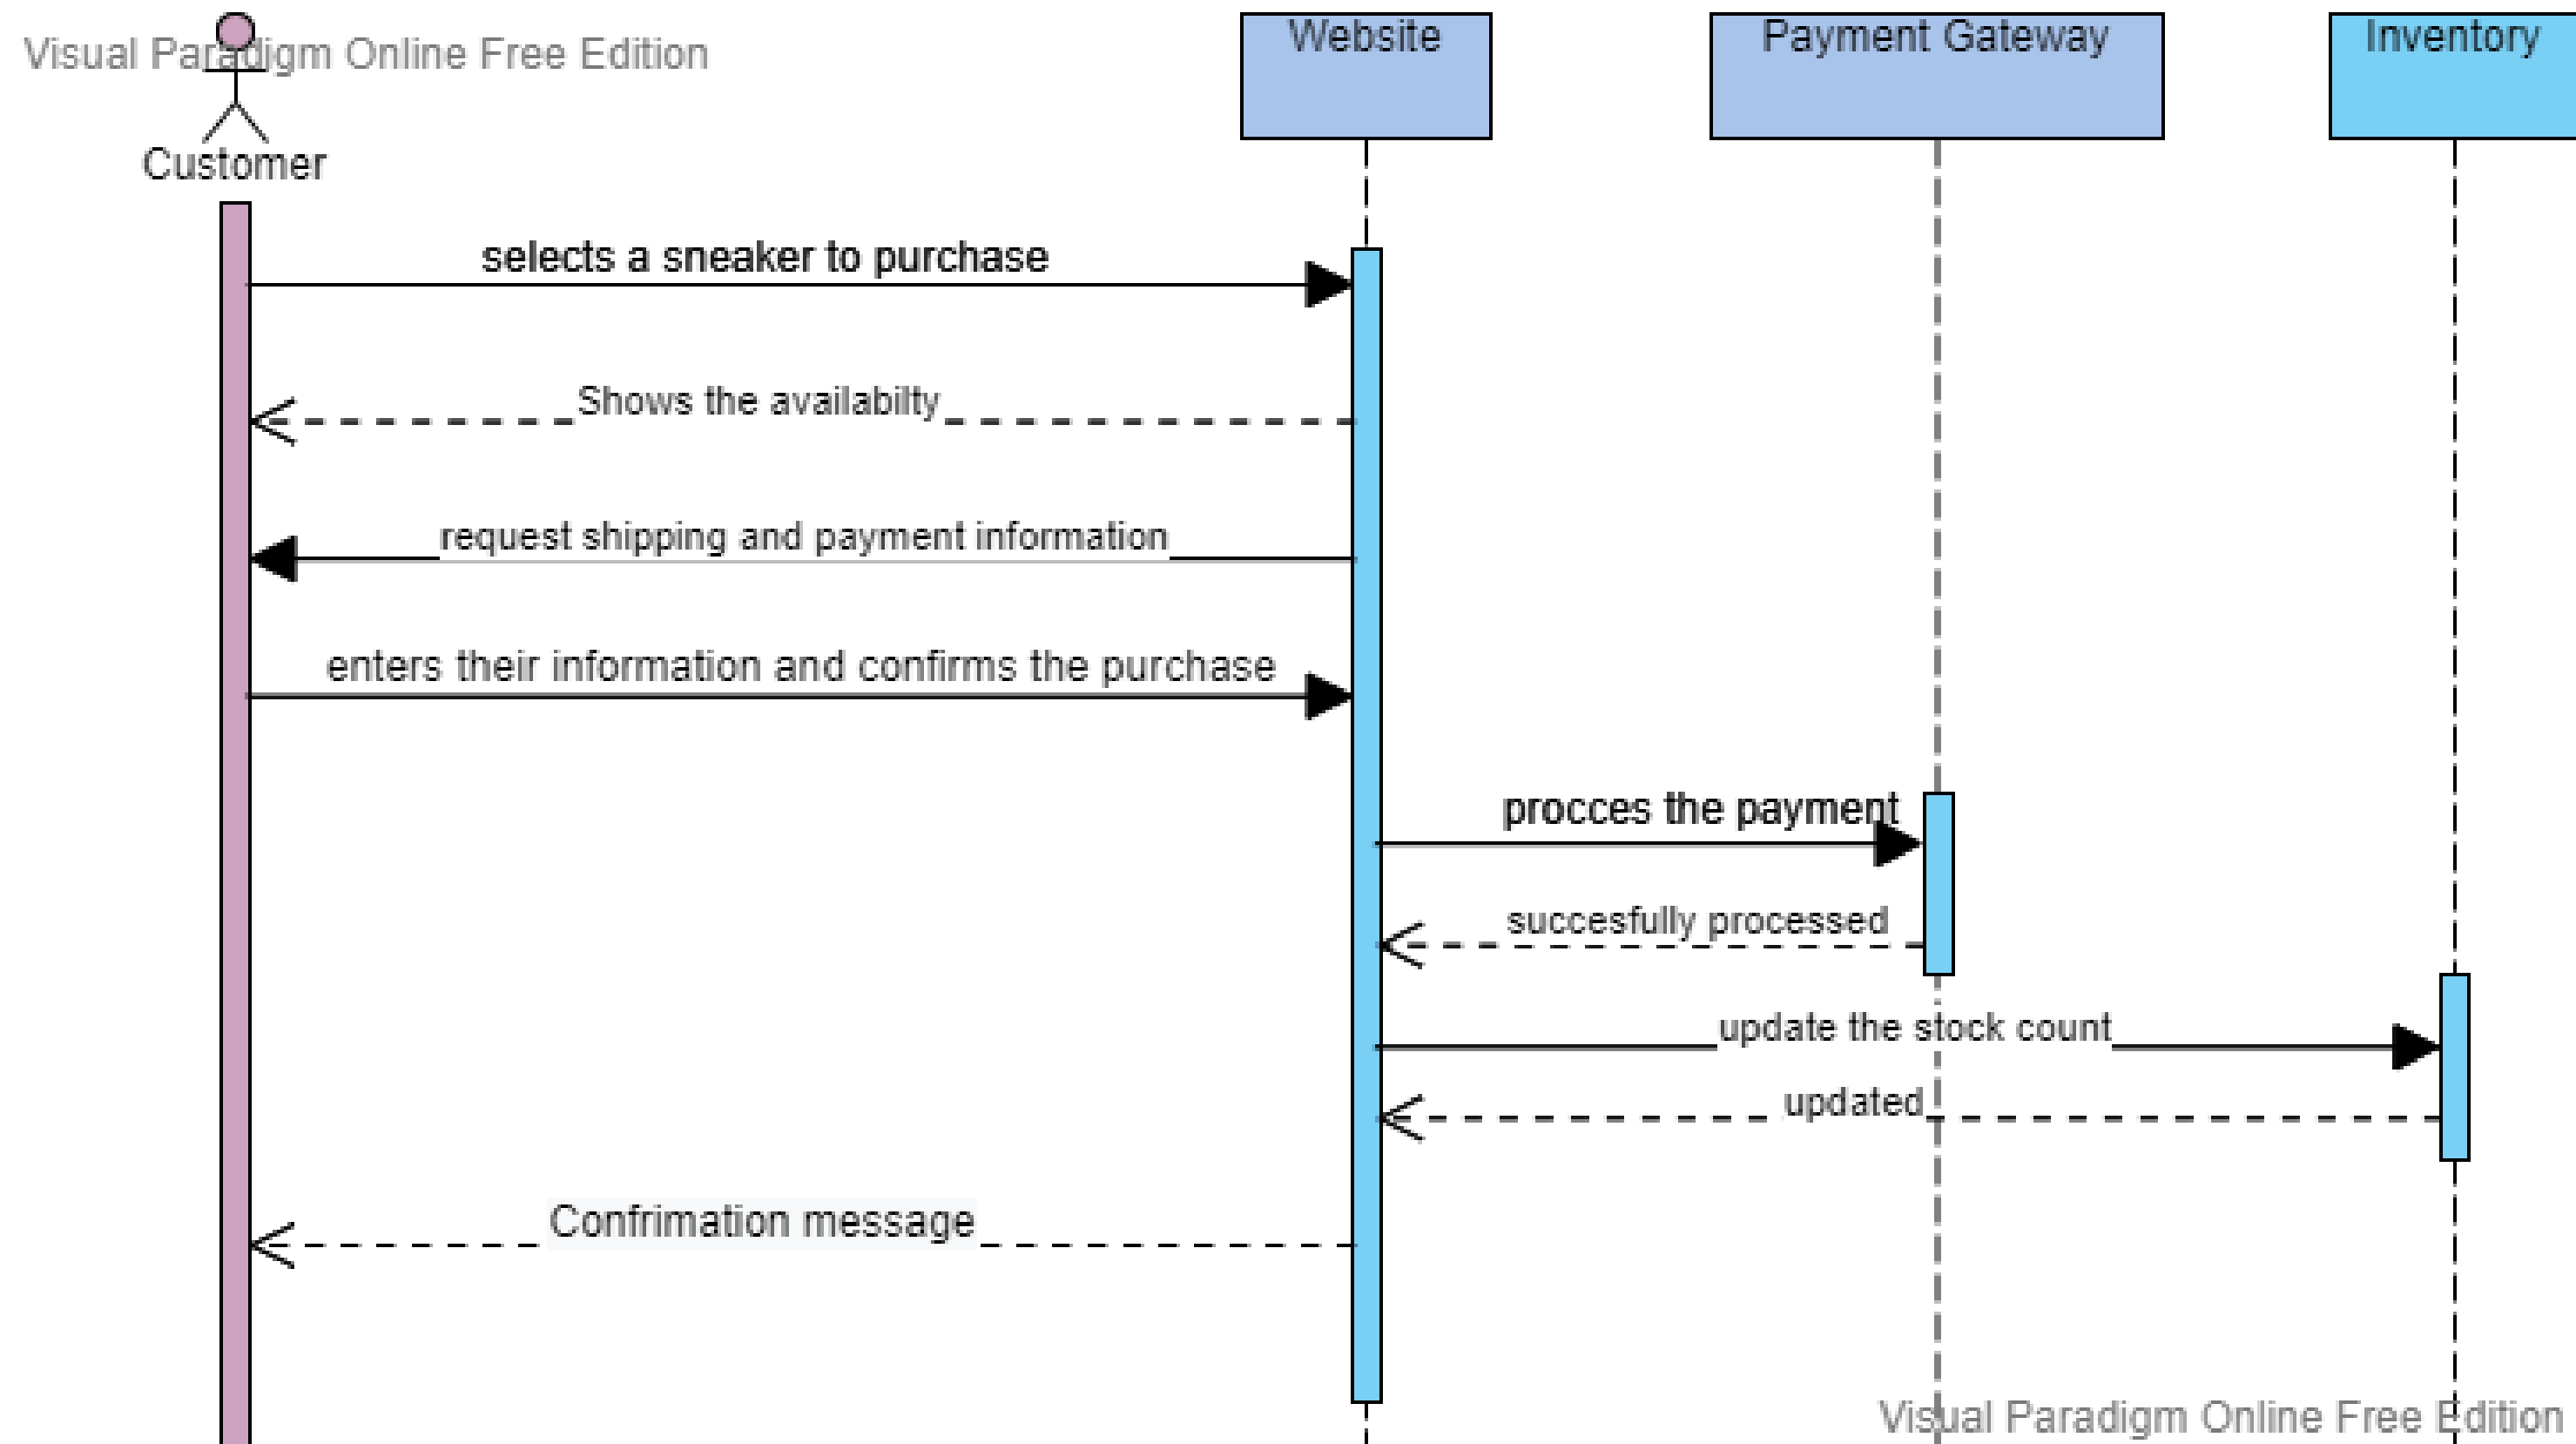 Visual Paradigm Online Free Edition
Website
Payment Gateway
Inventory
Customer
selects a sneaker to purchase
Shows the availabilty
request shipping and payment information
enters their information and confirms the purchase
procces the payment
succesfully processed
update the stock count
updated
Confrimation message
Visual Paradigm Online Free Edition